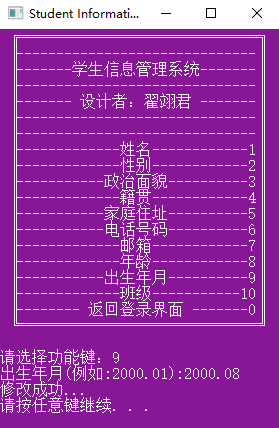 Student Informati...
-------------------------------
-------学生信息管理系统-------
-------------------------------
-------- 设计者：翟翊君 -------
-------------------------------
-------------------------------
-------------姓名------------1
-------------性别------------2
-----------政治面貌----------3
-------------籍贯------------4
-----------家庭住址----------5
-----------电话号码----------6
-------------邮箱------------7
-------------年龄------------8
-----------出生年月----------9
-------------班级-----------10
-------- 返回登录界面 -------0
请选择功能键：9
出生年月(例如:2000.01):2000.08
修改成功...
请按任意键继续. . .